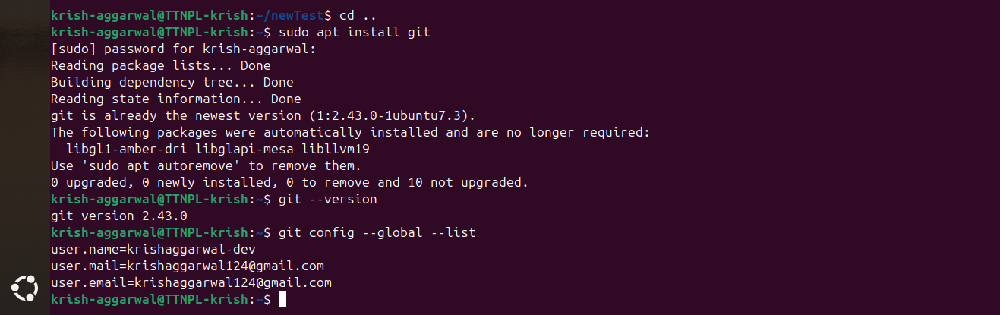 krish-aggarwal@TTNPL-krish:~/newTest$ cd ..
krish-aggarwal@TTNPL-krish:~$ sudo apt install git
[sudo] password for krish-aggarwal:
Reading package lists... Done
Building dependency tree... Done
Reading state information... Done
git is already the newest version (1:2.43.0-1ubuntu7.3).
The following packages were automatically installed and are no longer required:
  libgl1-amber-dri libglapi-mesa libllvm19
Use 'sudo apt autoremove' to remove them.
0 upgraded, 0 newly installed, 0 to remove and 10 not upgraded.
krish-aggarwal@TTNPL-krish:~$ git --version
git version 2.43.0
krish-aggarwal@TTNPL-krish:~$ git config --global --list
user.name=krishaggarwal-dev
user.mail=krishaggarwal124@gmail.com
user.email=krishaggarwal124@gmail.com
krish-aggarwal@TTNPL-krish:~$